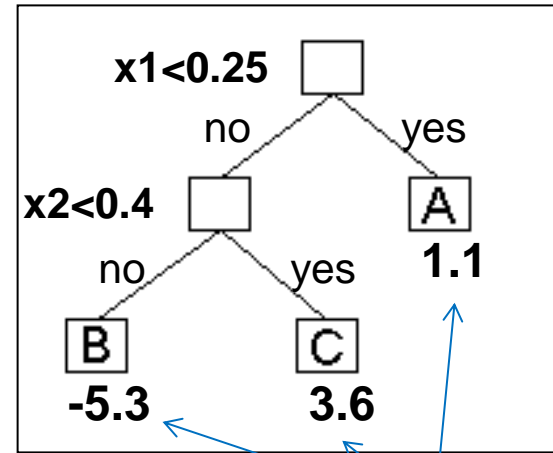 x1<0.25
no yes
x2<0.4
A
1.1
no yes
B C
-5.3 3.6